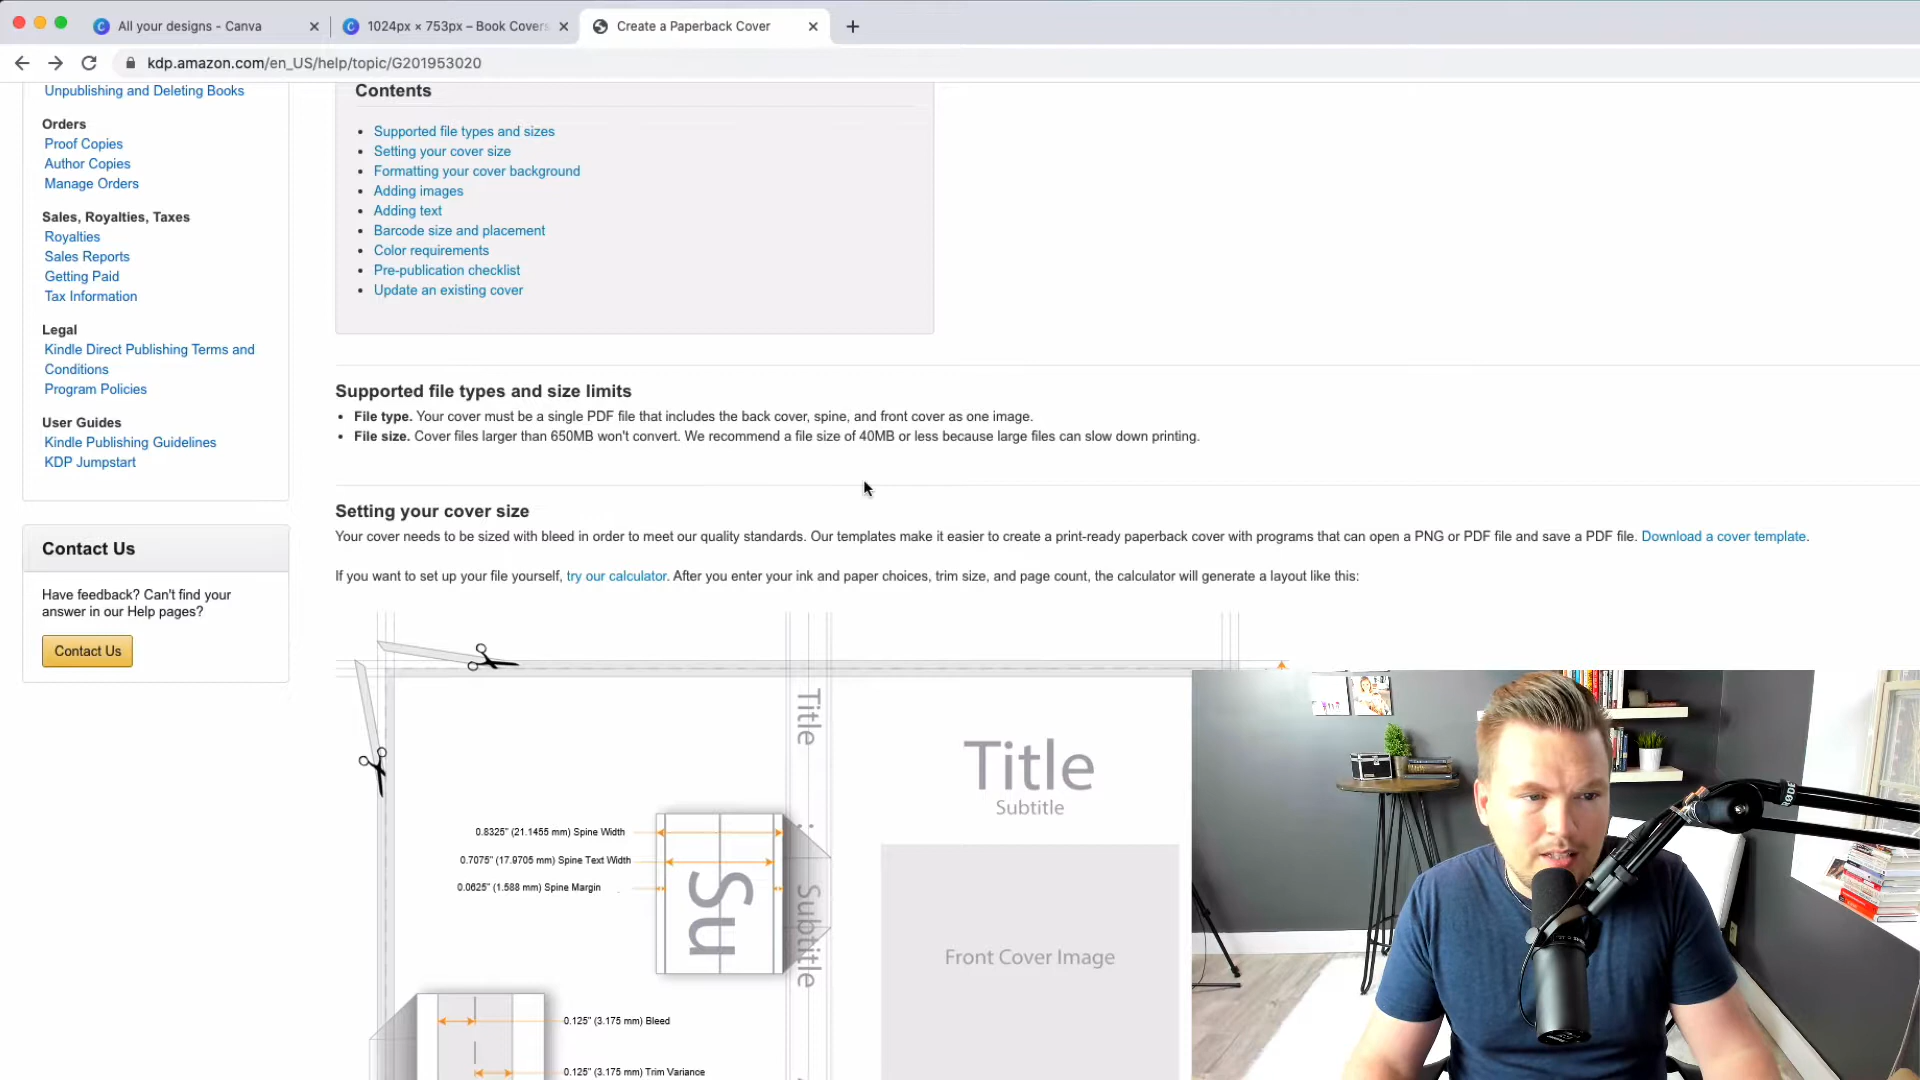 All your designs - Canva
1024px × 753px – Book Covers
Create a Paperback Cover
kdp.amazon.com/en_US/help/topic/G201953020
Unpublishing and Deleting Books
Orders
Proof Copies
Author Copies
Manage Orders
Sales, Royalties, Taxes
Royalties
Sales Reports
Getting Paid
Tax Information
Legal
Kindle Direct Publishing Terms and
Conditions
Program Policies
User Guides
Kindle Publishing Guidelines
KDP Jumpstart
Contact Us
Have feedback? Can't find your
answer in our Help pages?
Contact Us
Contents
Supported file types and sizes
Setting your cover size
Formatting your cover background
Adding images
Adding text
Barcode size and placement
Color requirements
Pre-publication checklist
Update an existing cover
Supported file types and size limits
File type. Your cover must be a single PDF file that includes the back cover, spine, and front cover as one image.
File size. Cover files larger than 650MB won't convert. We recommend a file size of 40MB or less because large files can slow down printing.
Setting your cover size
Your cover needs to be sized with bleed in order to meet our quality standards. Our templates make it easier to create a print-ready paperback cover with programs that can open a PNG or PDF file and save a PDF file. Download a cover template.
If you want to set up your file yourself, try our calculator. After you enter your ink and paper choices, trim size, and page count, the calculator will generate a layout like this:
Title
Subtitle
Title
Subtitle
Front Cover Image
0.8325" (21.1455 mm) Spine Width
0.7075" (17.9705 mm) Spine Text Width
0.0625" (1.588 mm) Spine Margin
Su
0.125" (3.175 mm) Bleed
0.125" (3.175 mm) Trim Variance
RØDE